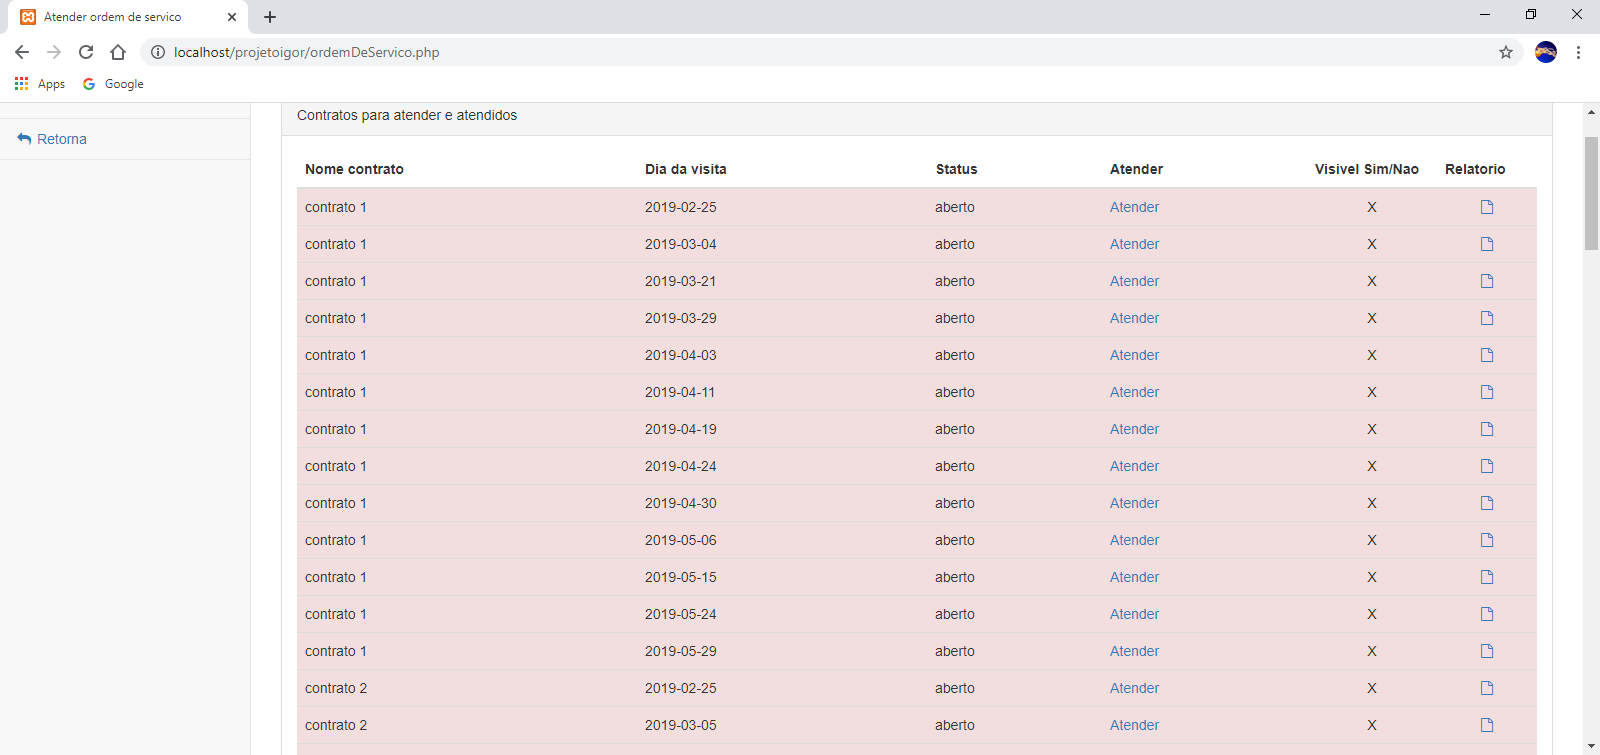 Atender ordem de servico
localhost/projetoigor/ordemDeServico.php
Apps Google
Contratos para atender e atendidos
Retorna
Nome contrato Dia da visita Status Atender Visivel Sim/Nao Relatorio
contrato 1 2019-02-25 aberto Atender X
contrato 1 2019-03-04 aberto Atender X
contrato 1 2019-03-21 aberto Atender X
contrato 1 2019-03-29 aberto Atender X
contrato 1 2019-04-03 aberto Atender X
contrato 1 2019-04-11 aberto Atender X
contrato 1 2019-04-19 aberto Atender X
contrato 1 2019-04-24 aberto Atender X
contrato 1 2019-04-30 aberto Atender X
contrato 1 2019-05-06 aberto Atender X
contrato 1 2019-05-15 aberto Atender X
contrato 1 2019-05-24 aberto Atender X
contrato 1 2019-05-29 aberto Atender X
contrato 2 2019-02-25 aberto Atender X
contrato 2 2019-03-05 aberto Atender X